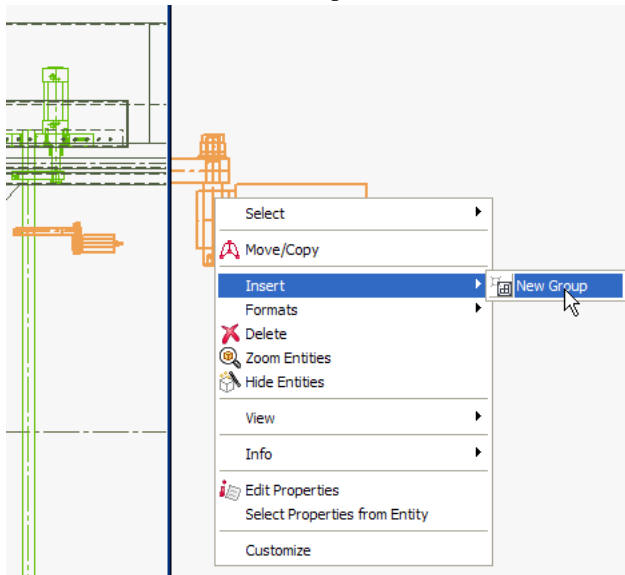 Select
Move/Copy
Insert
New Group
Formats
Delete
Zoom Entities
Hide Entities
View
Info
Edit Properties
Select Properties from Entity
Customize